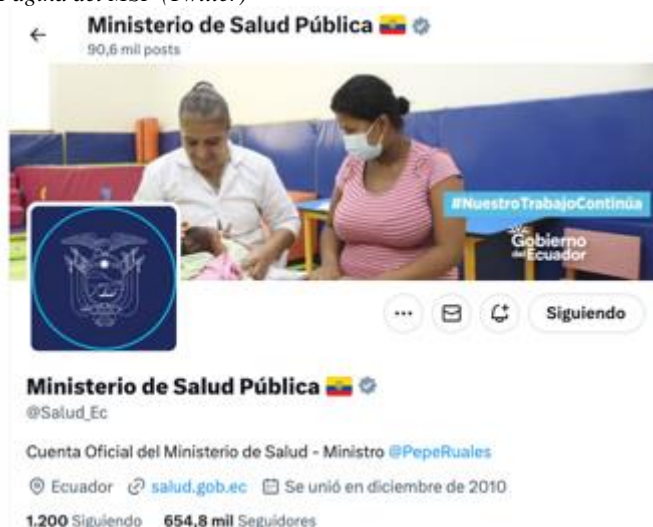 Página del MSP (Twitter)
Ministerio de Salud Pública
90,6 mil posts
#NuestroTrabajoContinúa
Gobierno
del Ecuador
Siguiendo
Ministerio de Salud Pública
@Salud_Ec
Cuenta Oficial del Ministerio de Salud - Ministro @PepeRuales
Ecuador salud.gob.ec Se unió en diciembre de 2010
1.200 Siguiendo 654,8 mil Seguidores